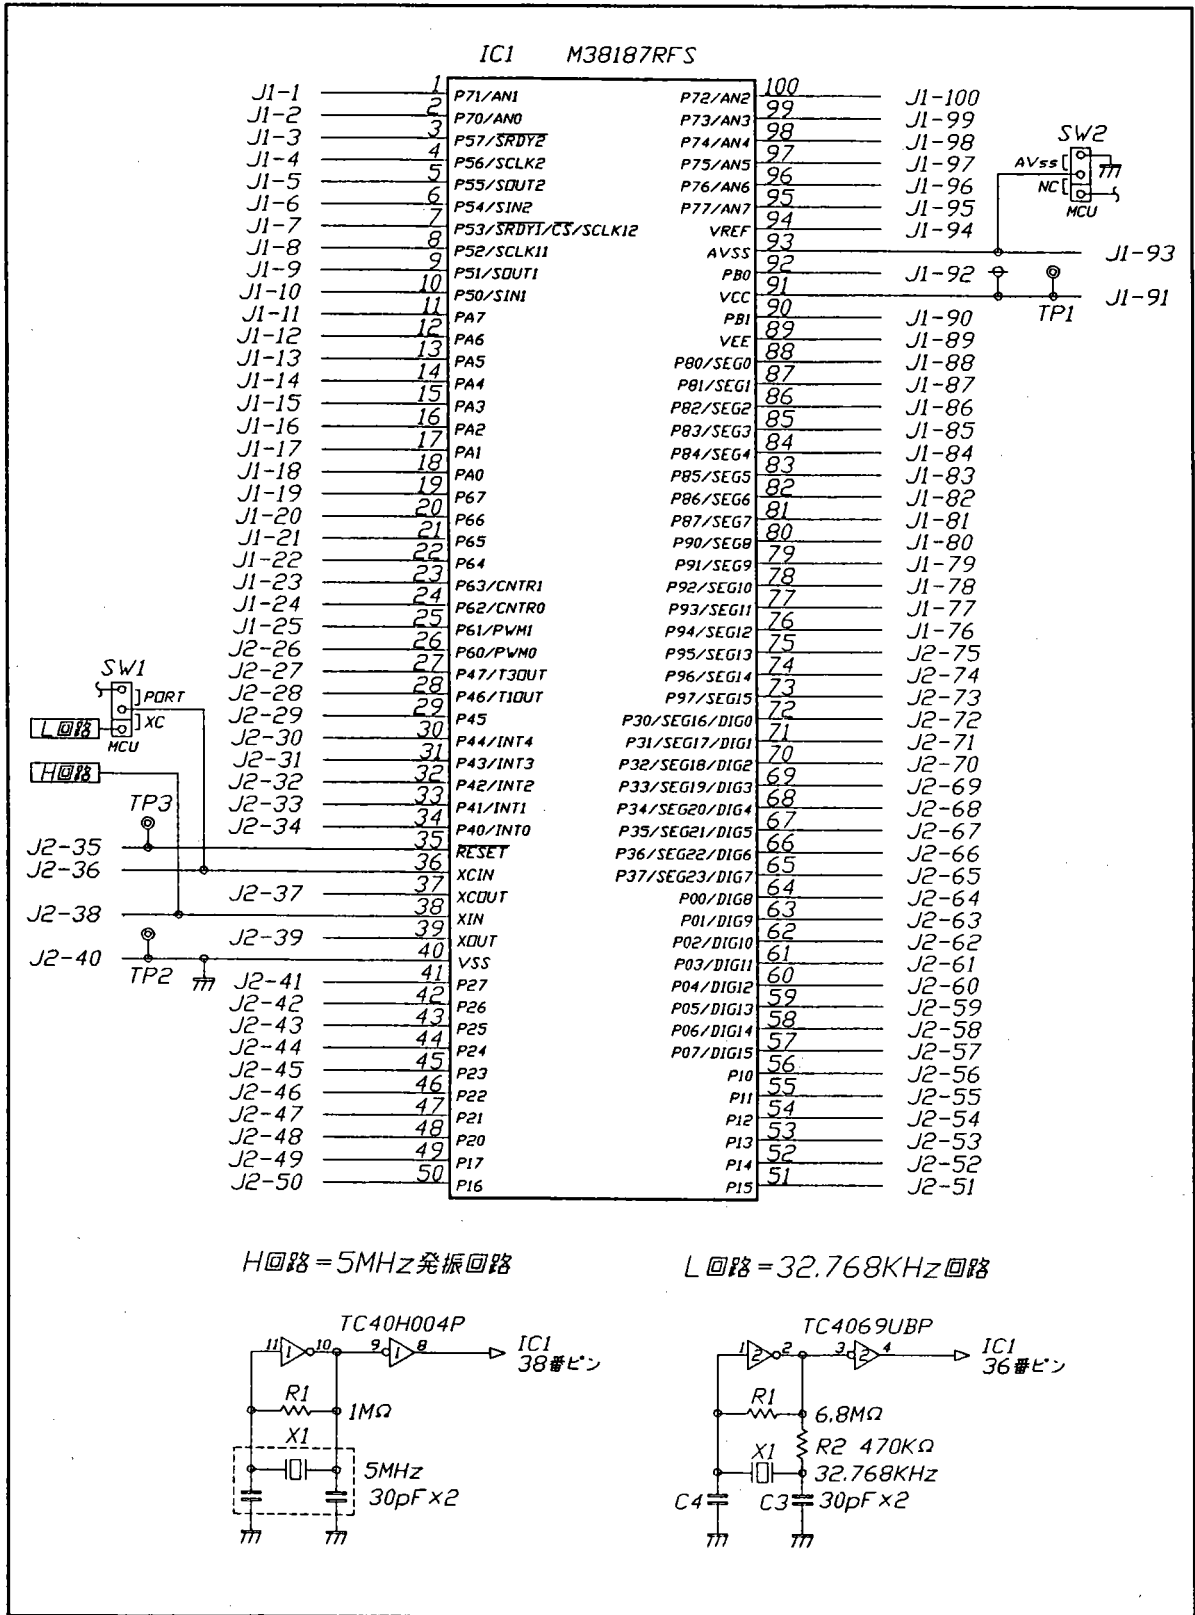 IC1 M38187RFS
J1-1 1 P71/AN1 P72/AN2 100 J1-100
J1-2 2 P70/AN0 P73/AN3 99 J1-99
J1-3 3 P57/SRDY2 P74/AN4 98 J1-98
J1-4 4 P56/SCLK2 P75/AN5 97 J1-97
J1-5 5 P55/SOUT2 P76/AN6 96 J1-96
J1-6 6 P54/SIN2 P77/AN7 95 J1-95
J1-7 7 P53/SRDY1/CS/SCLK12 VREF 94 J1-94
J1-8 8 P52/SCLK11 AVSS 93 J1-93
J1-9 9 P51/SOUT1 PB0 92 J1-92
J1-10 10 P50/SIN1 VCC 91 J1-91
J1-11 11 PA7 PB1 90 J1-90
J1-12 12 PA6 VEE 89 J1-89
J1-13 13 PA5 P80/SEG0 88 J1-88
J1-14 14 PA4 P81/SEG1 87 J1-87
J1-15 15 PA3 P82/SEG2 86 J1-86
J1-16 16 PA2 P83/SEG3 85 J1-85
J1-17 17 PA1 P84/SEG4 84 J1-84
J1-18 18 PA0 P85/SEG5 83 J1-83
J1-19 19 P67 P86/SEG6 82 J1-82
J1-20 20 P66 P87/SEG7 81 J1-81
J1-21 21 P65 P90/SEG8 80 J1-80
J1-22 22 P64 P91/SEG9 79 J1-79
J1-23 23 P63/CNTR1 P92/SEG10 78 J1-78
J1-24 24 P62/CNTR0 P93/SEG11 77 J1-77
J1-25 25 P61/PWM1 P94/SEG12 76 J1-76
J2-26 26 P60/PWM0 P95/SEG13 75 J2-75
J2-27 27 P47/T3OUT P96/SEG14 74 J2-74
J2-28 28 P46/T1OUT P97/SEG15 73 J2-73
J2-29 29 P45 P30/SEG16/DIG0 72 J2-72
J2-30 30 P44/INT4 P31/SEG17/DIG1 71 J2-71
J2-31 31 P43/INT3 P32/SEG18/DIG2 70 J2-70
J2-32 32 P42/INT2 P33/SEG19/DIG3 69 J2-69
J2-33 33 P41/INT1 P34/SEG20/DIG4 68 J2-68
J2-34 34 P40/INT0 P35/SEG21/DIG5 67 J2-67
J2-35 35 RESET P36/SEG22/DIG6 66 J2-66
J2-36 36 XCIN P37/SEG23/DIG7 65 J2-65
J2-37 37 XCOUT P00/DIG8 64 J2-64
J2-38 38 XIN P01/DIG9 63 J2-63
J2-39 39 XOUT P02/DIG10 62 J2-62
J2-40 40 VSS P03/DIG11 61 J2-61
J2-41 41 P27 P04/DIG12 60 J2-60
J2-42 42 P26 P05/DIG13 59 J2-59
J2-43 43 P25 P06/DIG14 58 J2-58
J2-44 44 P24 P07/DIG15 57 J2-57
J2-45 45 P23 P10 56 J2-56
J2-46 46 P22 P11 55 J2-55
J2-47 47 P21 P12 54 J2-54
J2-48 48 P20 P13 53 J2-53
J2-49 49 P17 P14 52 J2-52
J2-50 50 P16 P15 51 J2-51
SW2
AVss
NC
MCU
TP1
SW1
PORT
XC
MCU
L回路
H回路
TP3
TP2
H回路=5MHz発振回路
TC40H004P
11 1 10 9 1 8
IC1
38番ピン
R1
1MΩ
X1
5MHz
30pF×2
L回路=32.768KHz回路
TC4069UBP
1 2 2 3 2 4
IC1
36番ピン
R1
6.8MΩ
R2 470KΩ
X1
32.768KHz
C4 C3 30pF×2